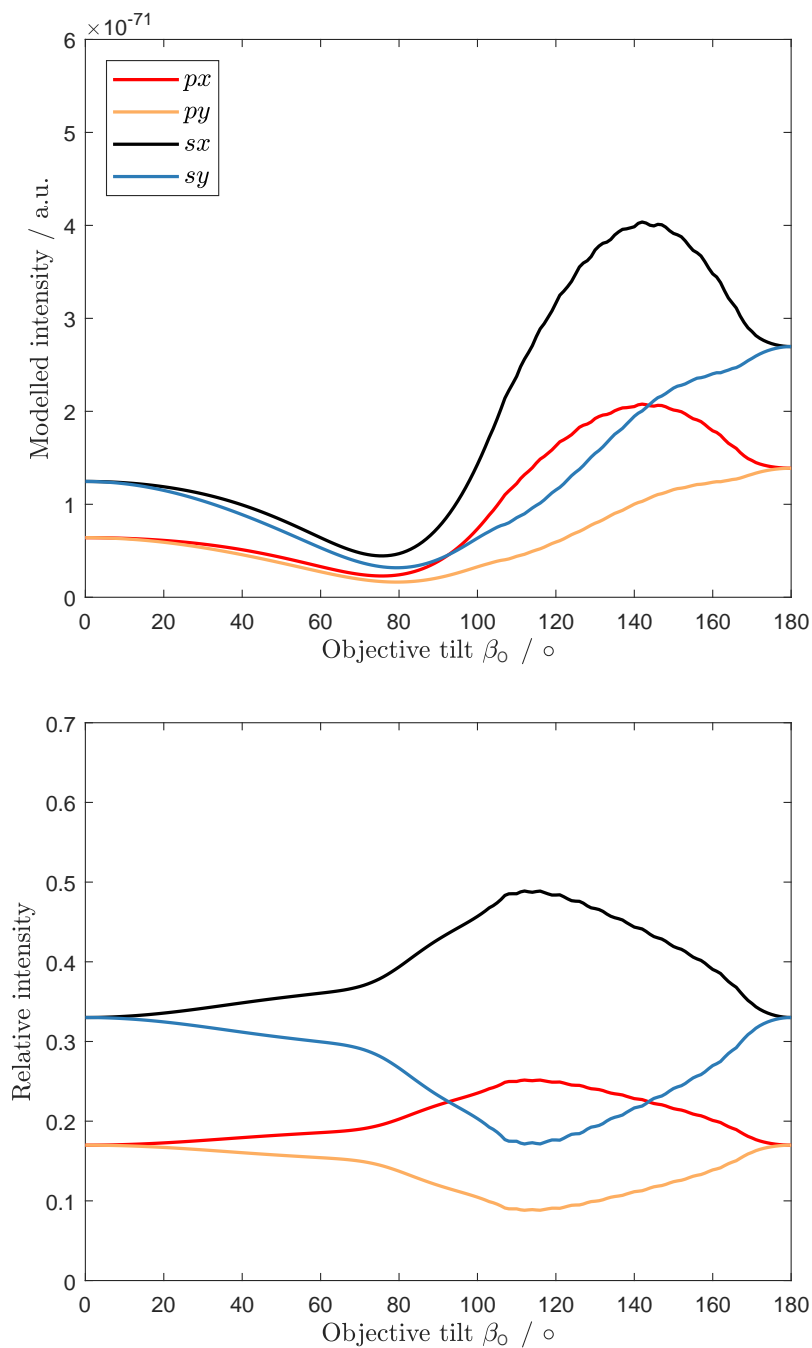 ×10-71
6
5
4
3
2
1
0
Modelled intensity / a.u.
px
py
sx
sy
0 20 40 60 80 100 120 140 160 180
Objective tilt βo / °
0.7
0.6
0.5
0.4
0.3
0.2
0.1
0
Relative intensity
0 20 40 60 80 100 120 140 160 180
Objective tilt βo / °